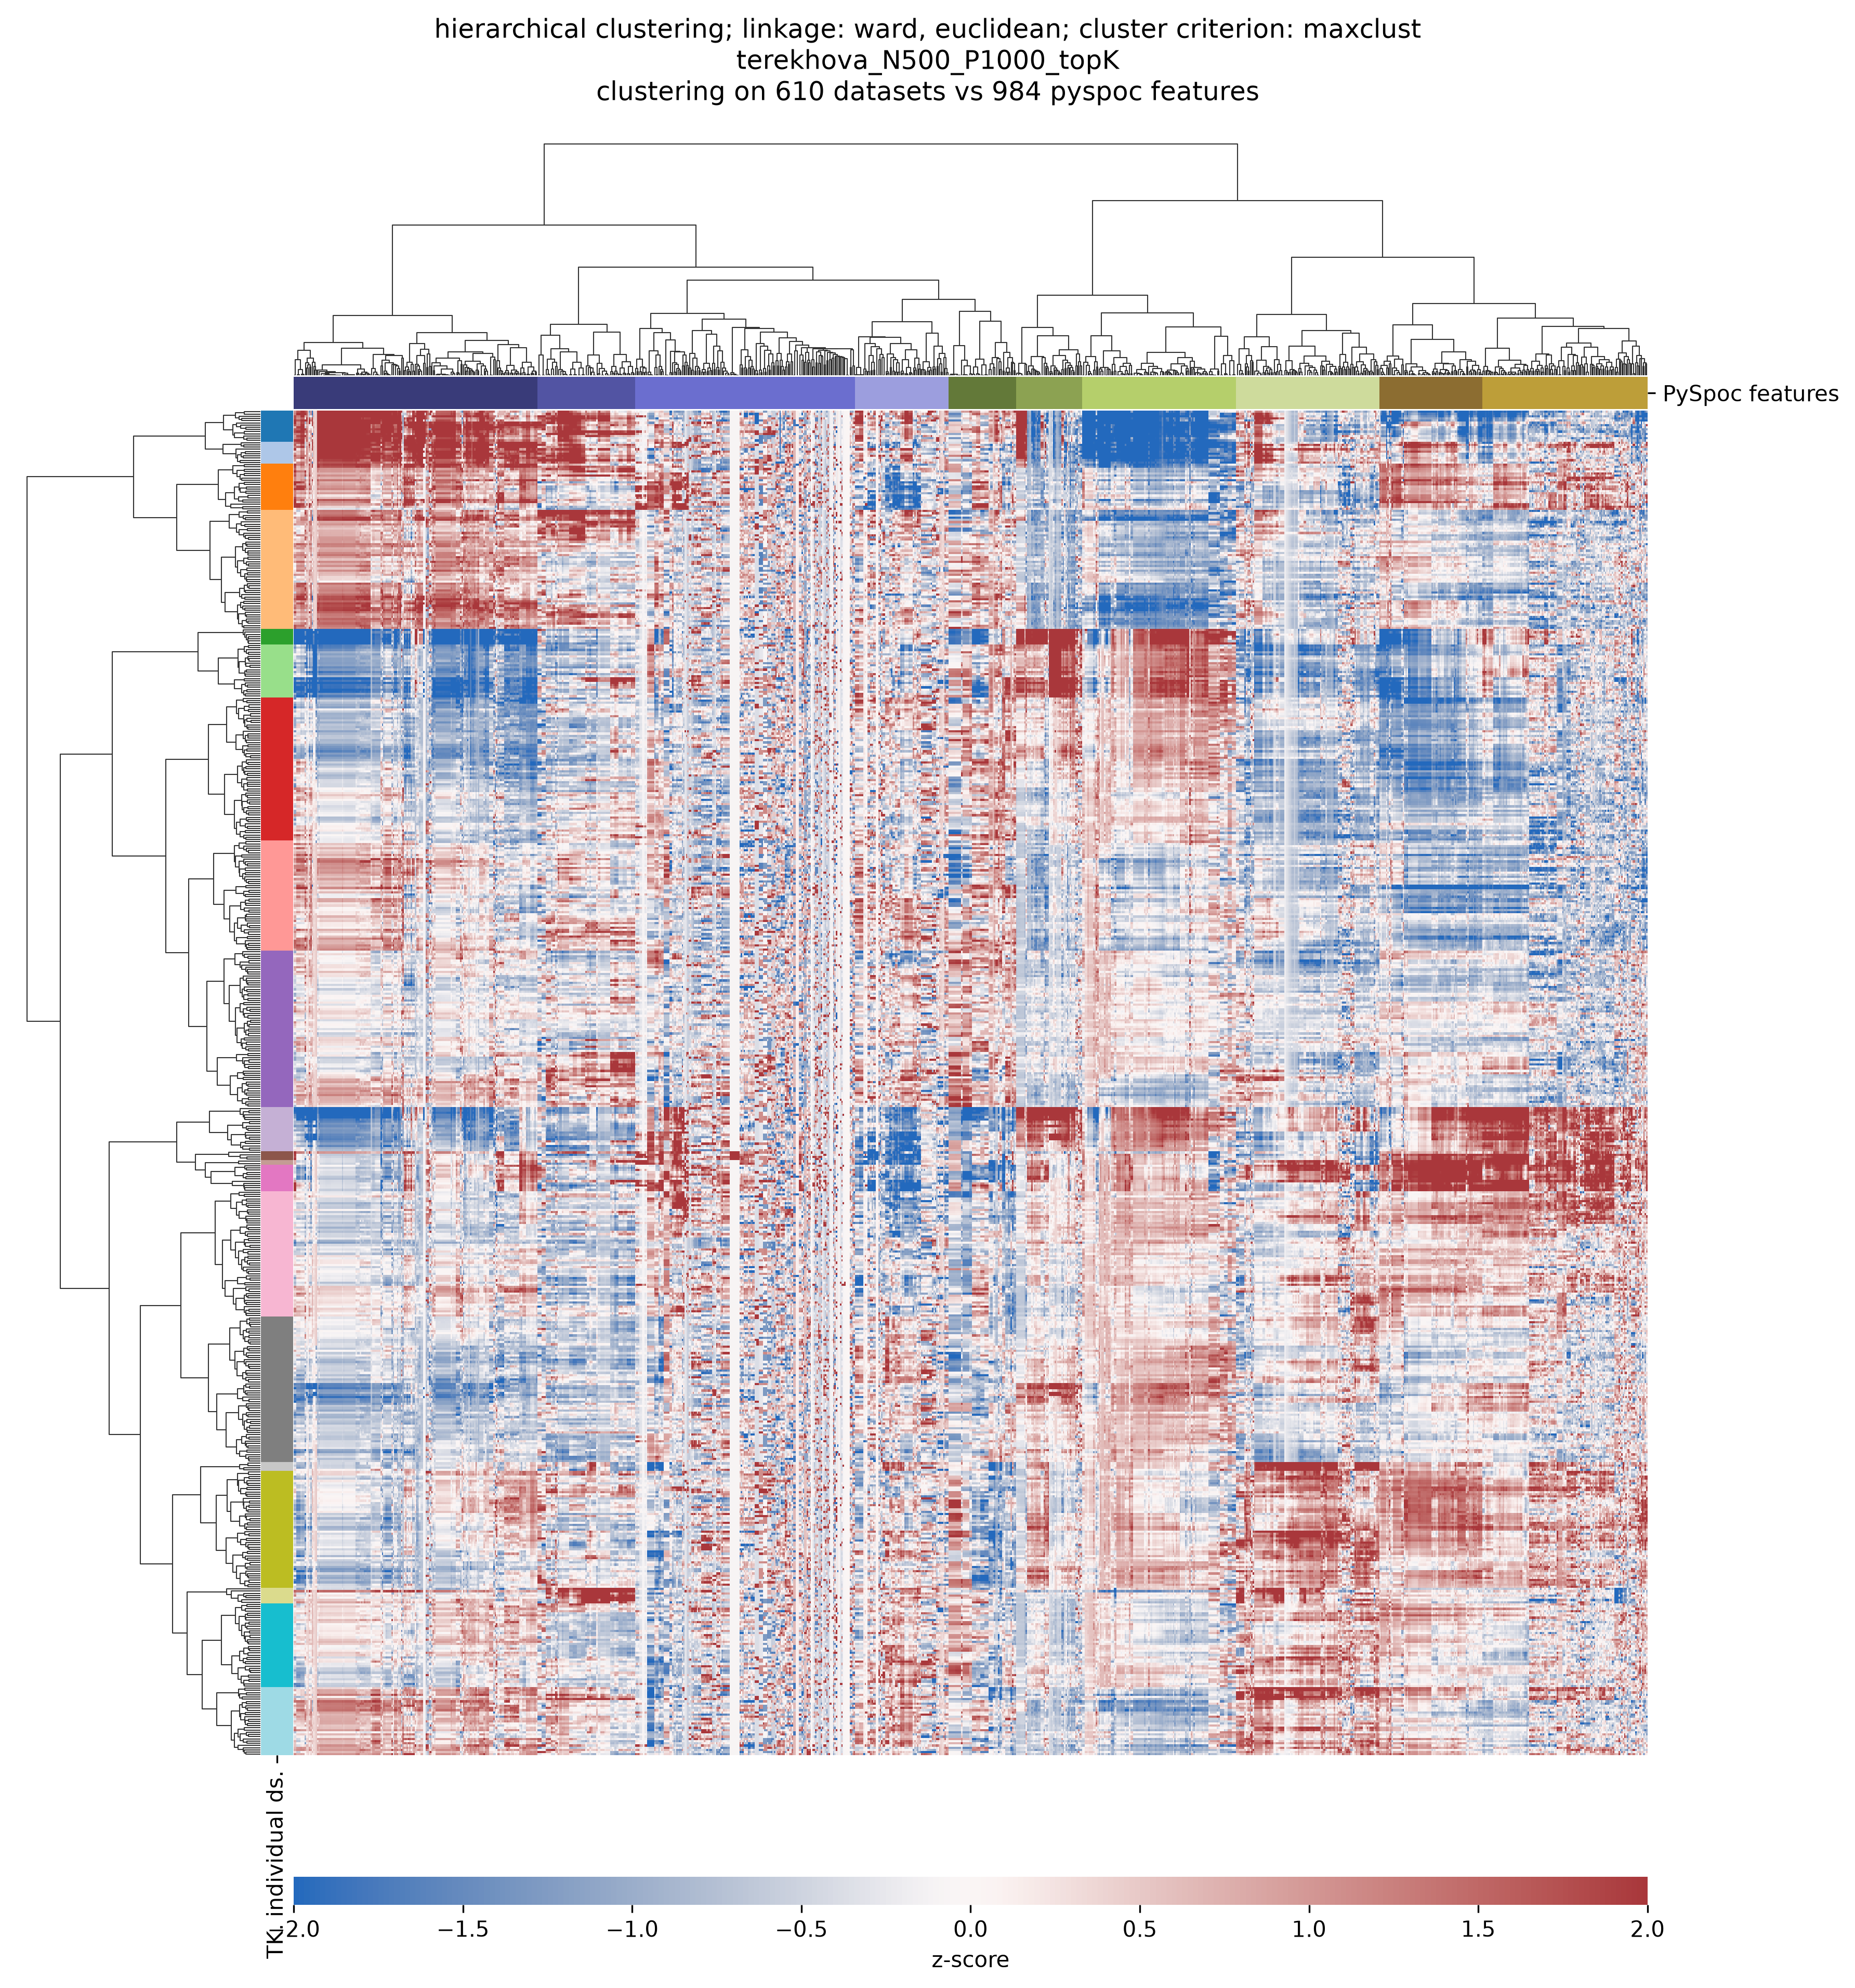 hierarchical clustering; linkage: ward, euclidean; cluster criterion: maxclust
terekhova_N500_P1000_topK
clustering on 610 datasets vs 984 pyspoc features
PySpoc features
TK. individual ds.
−2.0 −1.5 −1.0 −0.5 0.0 0.5 1.0 1.5 2.0
z-score